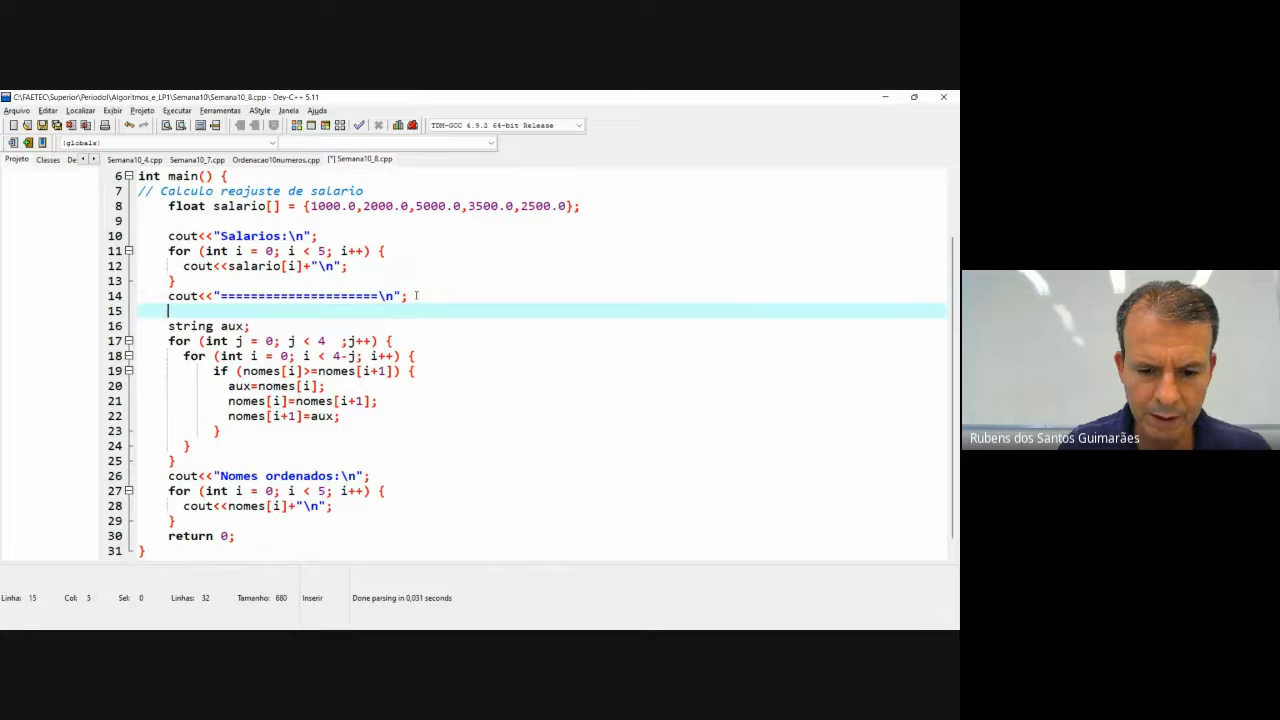 C:\FAETEC\Superior\PeriodoI\Algoritmos_e_LP1\Semana10\Semana10_8.cpp - Dev-C++ 5.11
Arquivo Editar Localizar Exibir Projeto Executar Ferramentas AStyle Janela Ajuda
TDM-GCC 4.9.2 64-bit Release
(globals)
Projeto Classes De Semana10_4.cpp Semana10_7.cpp Ordenacao10numeros.cpp [*] Semana10_8.cpp
6 int main() {
7 // Calculo reajuste de salario
8 float salario[] = {1000.0,2000.0,5000.0,3500.0,2500.0};
9
10 cout<<"Salarios:\n";
11 for (int i = 0; i < 5; i++) {
12 cout<<salario[i]+"\n";
13 }
14 cout<<"=====================\n";
15
16 string aux;
17 for (int j = 0; j < 4  ;j++) {
18 for (int i = 0; i < 4-j; i++) {
19 if (nomes[i]>=nomes[i+1]) {
20 aux=nomes[i];
21 nomes[i]=nomes[i+1];
22 nomes[i+1]=aux;
23 }
24 }
25 }
26 cout<<"Nomes ordenados:\n";
27 for (int i = 0; i < 5; i++) {
28 cout<<nomes[i]+"\n";
29 }
30 return 0;
31 }
Linha: 15 Col: 5 Sel: 0 Linhas: 32 Tamanho: 680 Inserir Done parsing in 0,031 seconds
Rubens dos Santos Guimarães